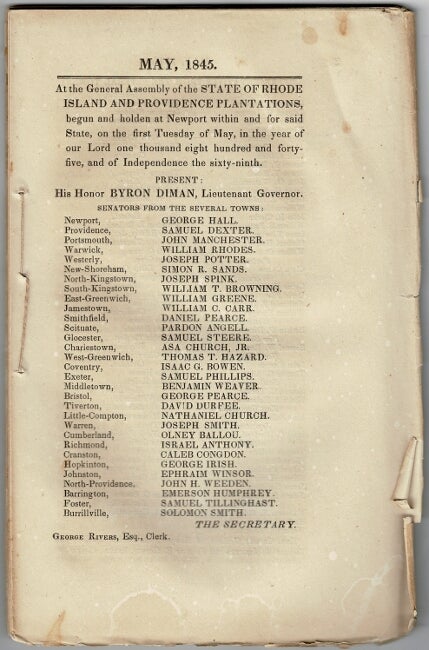 MAY, 1845.
At the General Assembly of the STATE OF RHODE
ISLAND AND PROVIDENCE PLANTATIONS,
begun and holden at Newport within and for said
State, on the first Tuesday of May, in the year of
our Lord one thousand eight hundred and forty-
five, and of Independence the sixty-ninth.
PRESENT:
His Honor BYRON DIMAN, Lieutenant Governor.
SENATORS FROM THE SEVERAL TOWNS:
Newport, GEORGE HALL.
Providence, SAMUEL DEXTER.
Portsmouth, JOHN MANCHESTER.
Warwick, WILLIAM RHODES.
Westerly, JOSEPH POTTER.
New-Shoreham, SIMON R. SANDS.
North-Kingstown, JOSEPH SPINK.
South-Kingstown, WILLIAM T. BROWNING.
East-Greenwich, WILLIAM GREENE.
Jamestown, WILLIAM C. CARR.
Smithfield, DANIEL PEARCE.
Scituate, PARDON ANGELL.
Glocester, SAMUEL STEERE.
Charlestown, ASA CHURCH, JR.
West-Greenwich, THOMAS T. HAZARD.
Coventry, ISAAC G. BOWEN.
Exeter, SAMUEL PHILLIPS.
Middletown, BENJAMIN WEAVER.
Bristol, GEORGE PEARCE.
Tiverton, DAVID DURFEE.
Little-Compton, NATHANIEL CHURCH.
Warren, JOSEPH SMITH.
Cumberland, OLNEY BALLOU.
Richmond, ISRAEL ANTHONY.
Cranston, CALEB CONGDON.
Hopkinton, GEORGE IRISH.
Johnston, EPHRAIM WINSOR.
North-Providence. JOHN H. WEEDEN.
Barrington, EMERSON HUMPHREY.
Foster, SAMUEL TILLINGHAST.
Burrillville, SOLOMON SMITH.
THE SECRETARY.
GEORGE RIVERS, Esq., Clerk.